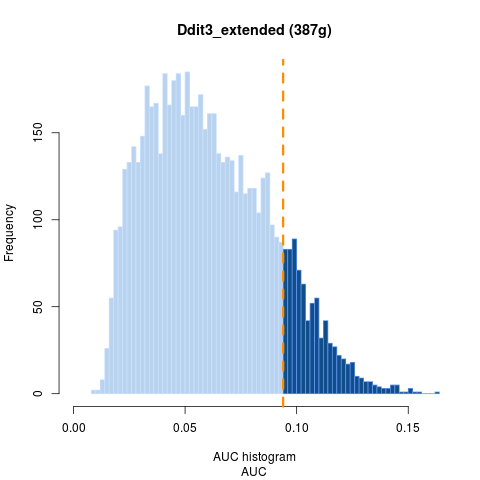 Ddit3_extended (387g)
Frequency
150
100
50
0
0.00 0.05 0.10 0.15
AUC histogram
AUC